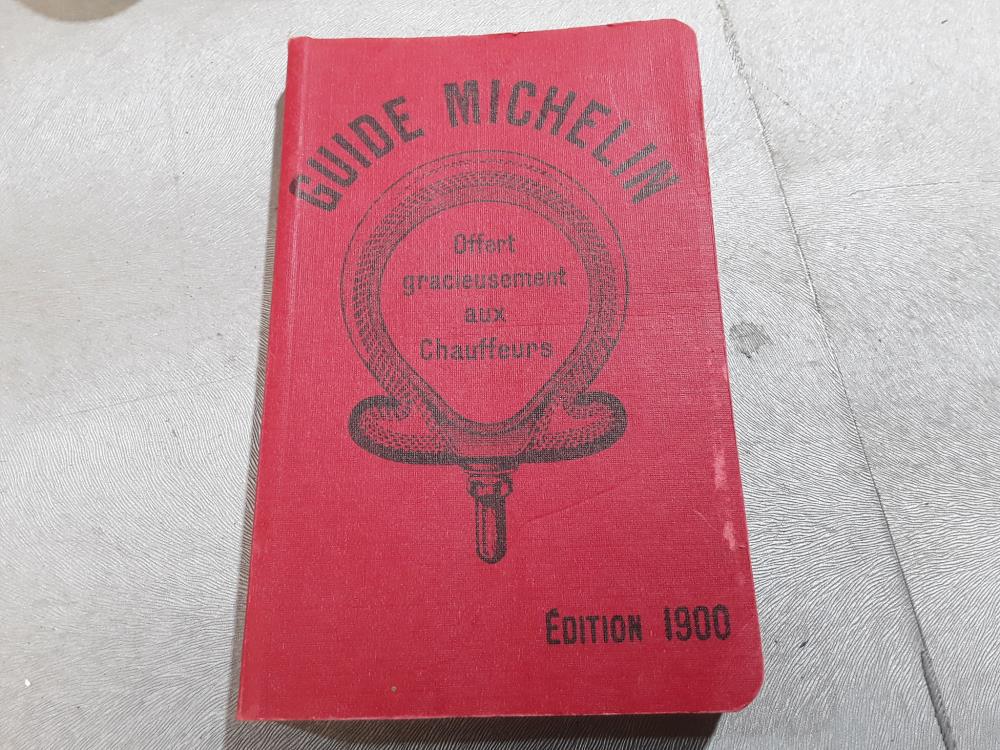 GUIDE MICHELIN
Offert
gracieusement
aux
Chauffeurs
ÉDITION 1900